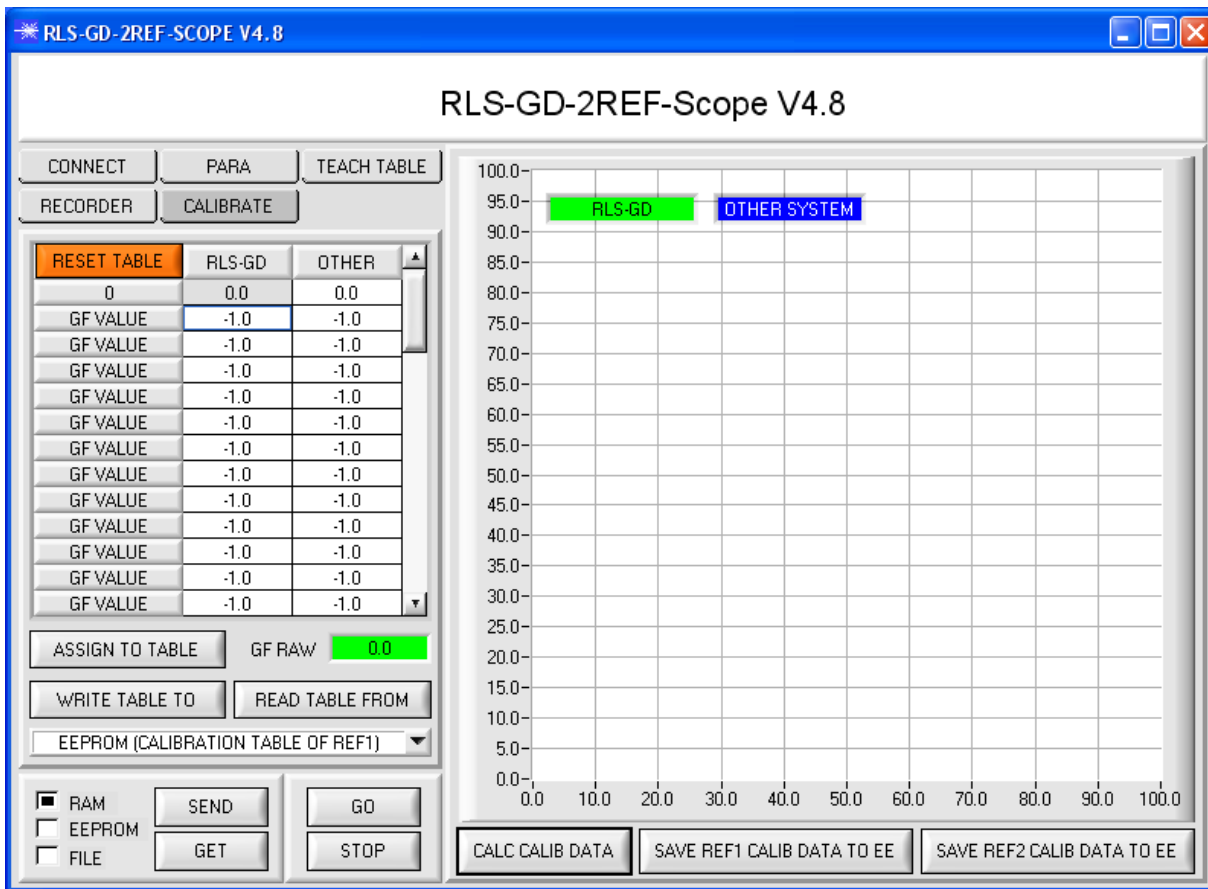 RLS-GD-2REF-SCOPE V4.8
RLS-GD-2REF-Scope V4.8
CONNECT PARA TEACH TABLE
RECORDER CALIBRATE
RESET TABLE RLS-GD OTHER
0 0.0 0.0
GF VALUE -1.0 -1.0
GF VALUE -1.0 -1.0
GF VALUE -1.0 -1.0
GF VALUE -1.0 -1.0
GF VALUE -1.0 -1.0
GF VALUE -1.0 -1.0
GF VALUE -1.0 -1.0
GF VALUE -1.0 -1.0
GF VALUE -1.0 -1.0
GF VALUE -1.0 -1.0
GF VALUE -1.0 -1.0
GF VALUE -1.0 -1.0
ASSIGN TO TABLE GF RAW 0.0
WRITE TABLE TO READ TABLE FROM
EEPROM (CALIBRATION TABLE OF REF1)
RAM
EEPROM
FILE
SEND
GET
GO
STOP
RLS-GD OTHER SYSTEM
100.0
95.0
90.0
85.0
80.0
75.0
70.0
65.0
60.0
55.0
50.0
45.0
40.0
35.0
30.0
25.0
20.0
15.0
10.0
5.0
0.0
0.0 10.0 20.0 30.0 40.0 50.0 60.0 70.0 80.0 90.0 100.0
CALC CALIB DATA SAVE REF1 CALIB DATA TO EE SAVE REF2 CALIB DATA TO EE